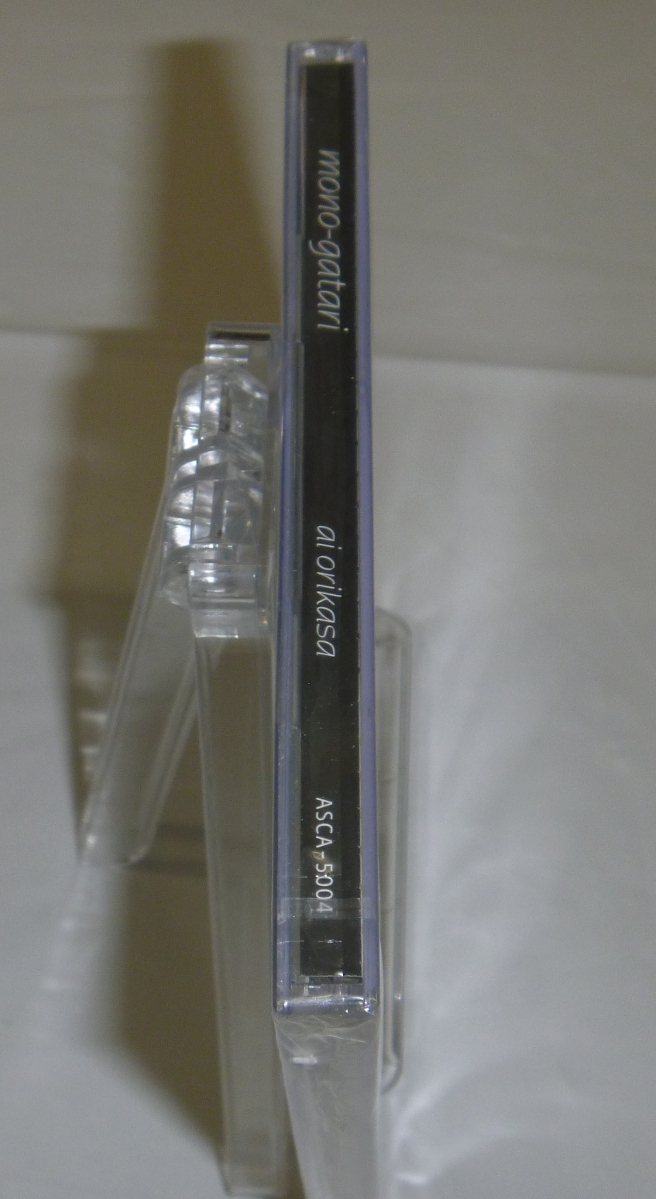 mono-gatari
ai orikasa
ASCA-5004